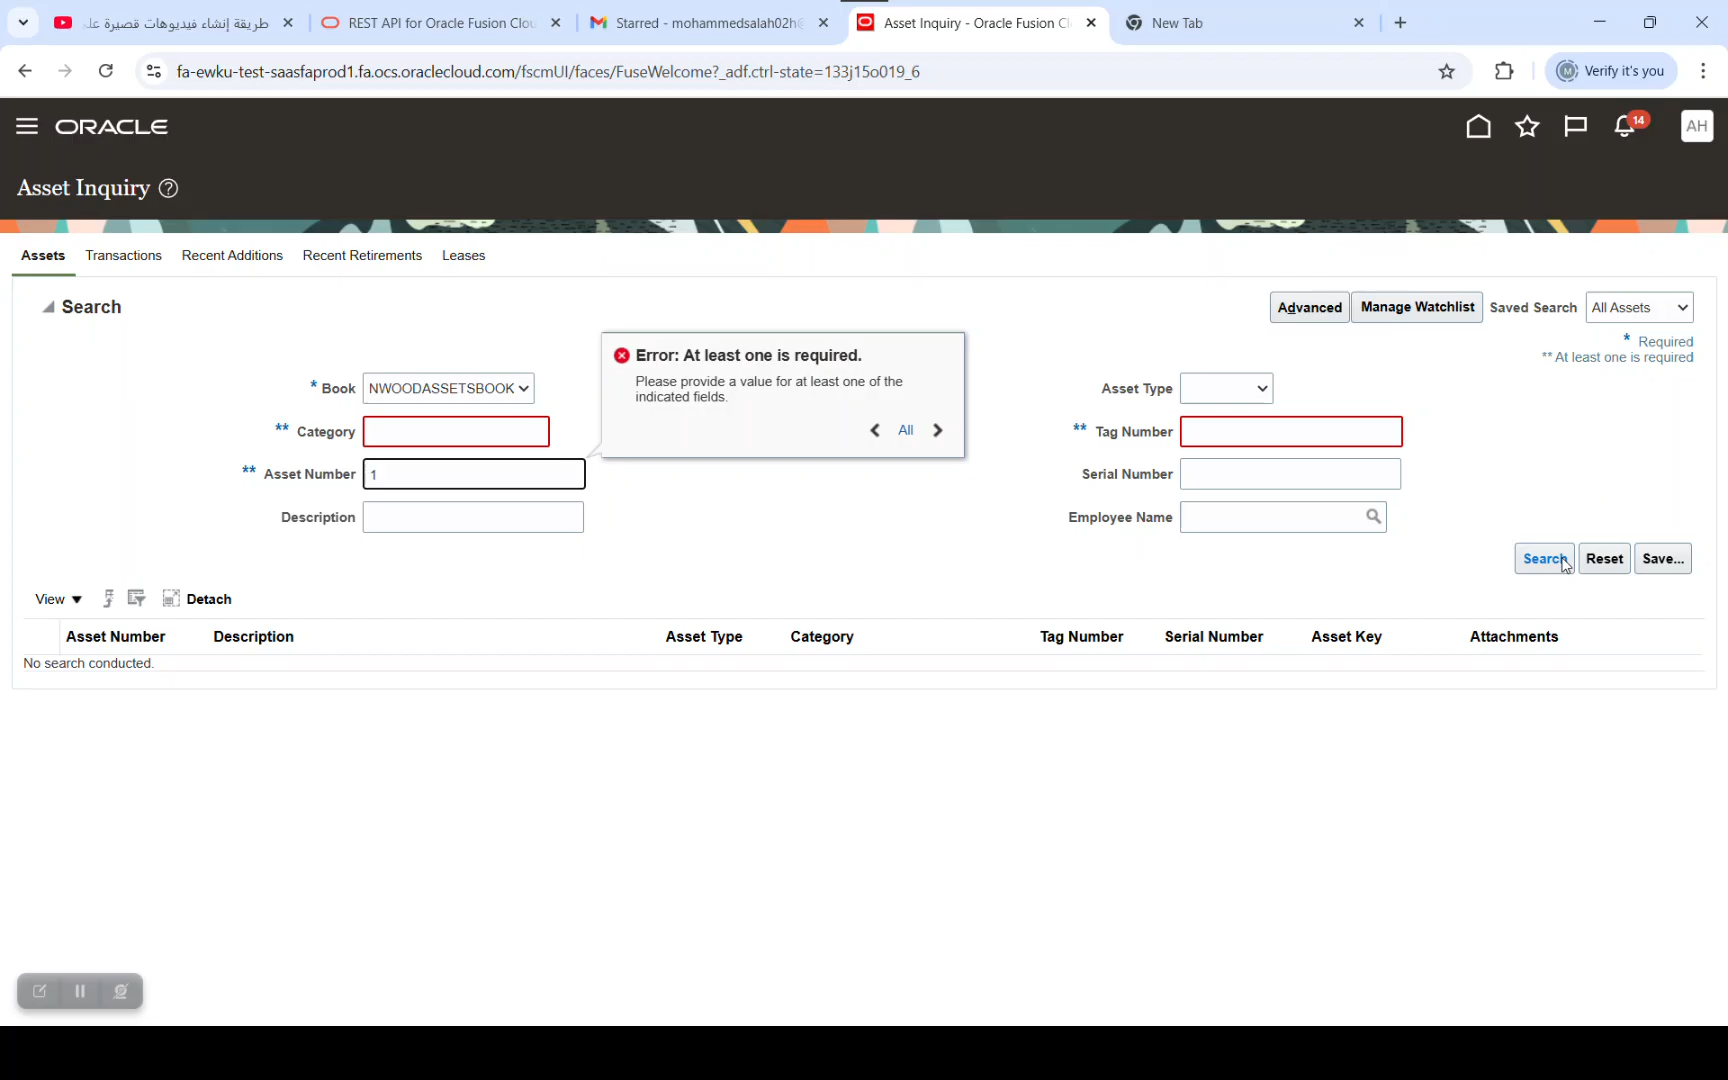 طريقة إنشاء فيديوهات قصيرة عل
REST API for Oracle Fusion Clou
Starred - mohammedsalah02h@
Asset Inquiry - Oracle Fusion Cl
New Tab
fa-ewku-test-saasfaprod1.fa.ocs.oraclecloud.com/fscmUI/faces/FuseWelcome?_adf.ctrl-state=133j15o019_6
M Verify it's you
ORACLE
14
AH
Asset Inquiry ?
Assets Transactions Recent Additions Recent Retirements Leases
Search
Advanced Manage Watchlist Saved Search All Assets
* Required
** At least one is required
Error: At least one is required.
Please provide a value for at least one of the
indicated fields.
All
* Book NWOODASSETSBOOK
Asset Type
** Category
** Tag Number
** Asset Number 1
Serial Number
Description
Employee Name
Search Reset Save...
View Detach
Asset Number Description Asset Type Category Tag Number Serial Number Asset Key Attachments
No search conducted.